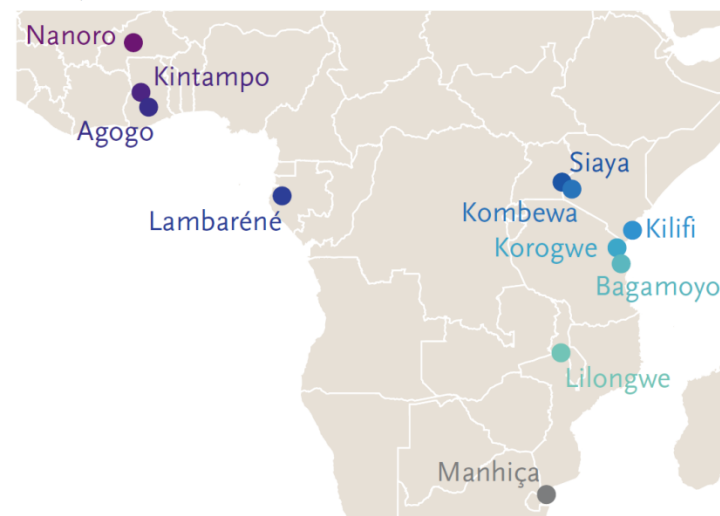 Nanoro
Kintampo
Agogo
Siaya
Lambaréné
Kombewa
Kilifi
Korogwe
Bagamoyo
Lilongwe
Manhiça